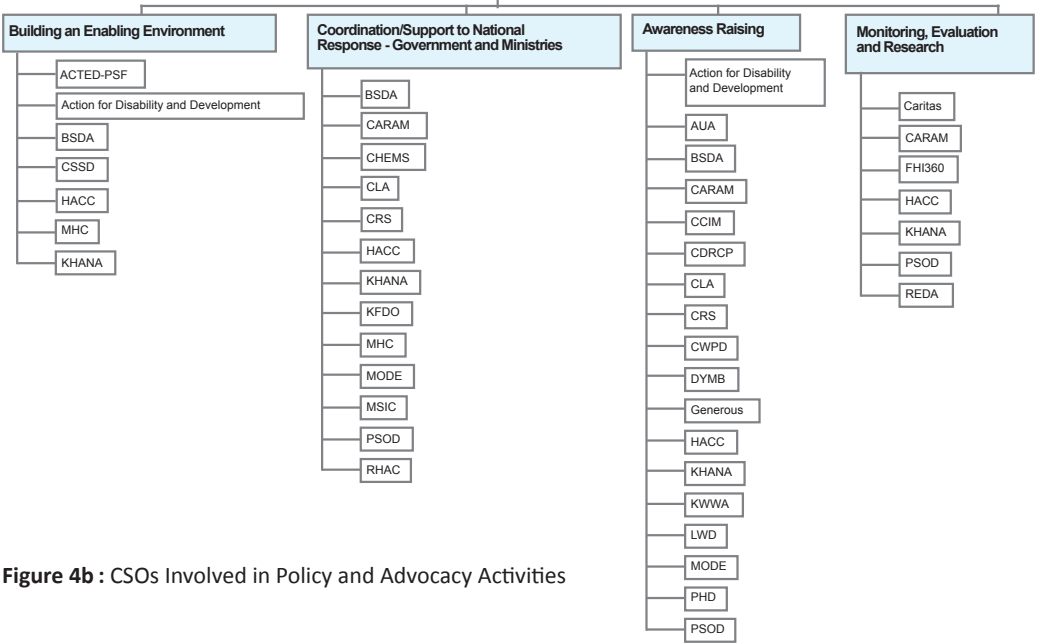 Building an Enabling Environment
ACTED-PSF
Action for Disability and Development
BSDA
CSSD
HACC
MHC
KHANA
Coordination/Support to National
Response - Government and Ministries
BSDA
CARAM
CHEMS
CLA
CRS
HACC
KHANA
KFDO
MHC
MODE
MSIC
PSOD
RHAC
Awareness Raising
Action for Disability
and Development
AUA
BSDA
CARAM
CCIM
CDRCP
CLA
CRS
CWPD
DYMB
Generous
HACC
KHANA
KWWA
LWD
MODE
PHD
PSOD
Monitoring, Evaluation
and Research
Caritas
CARAM
FHI360
HACC
KHANA
PSOD
REDA
Figure 4b : CSOs Involved in Policy and Advocacy Activities